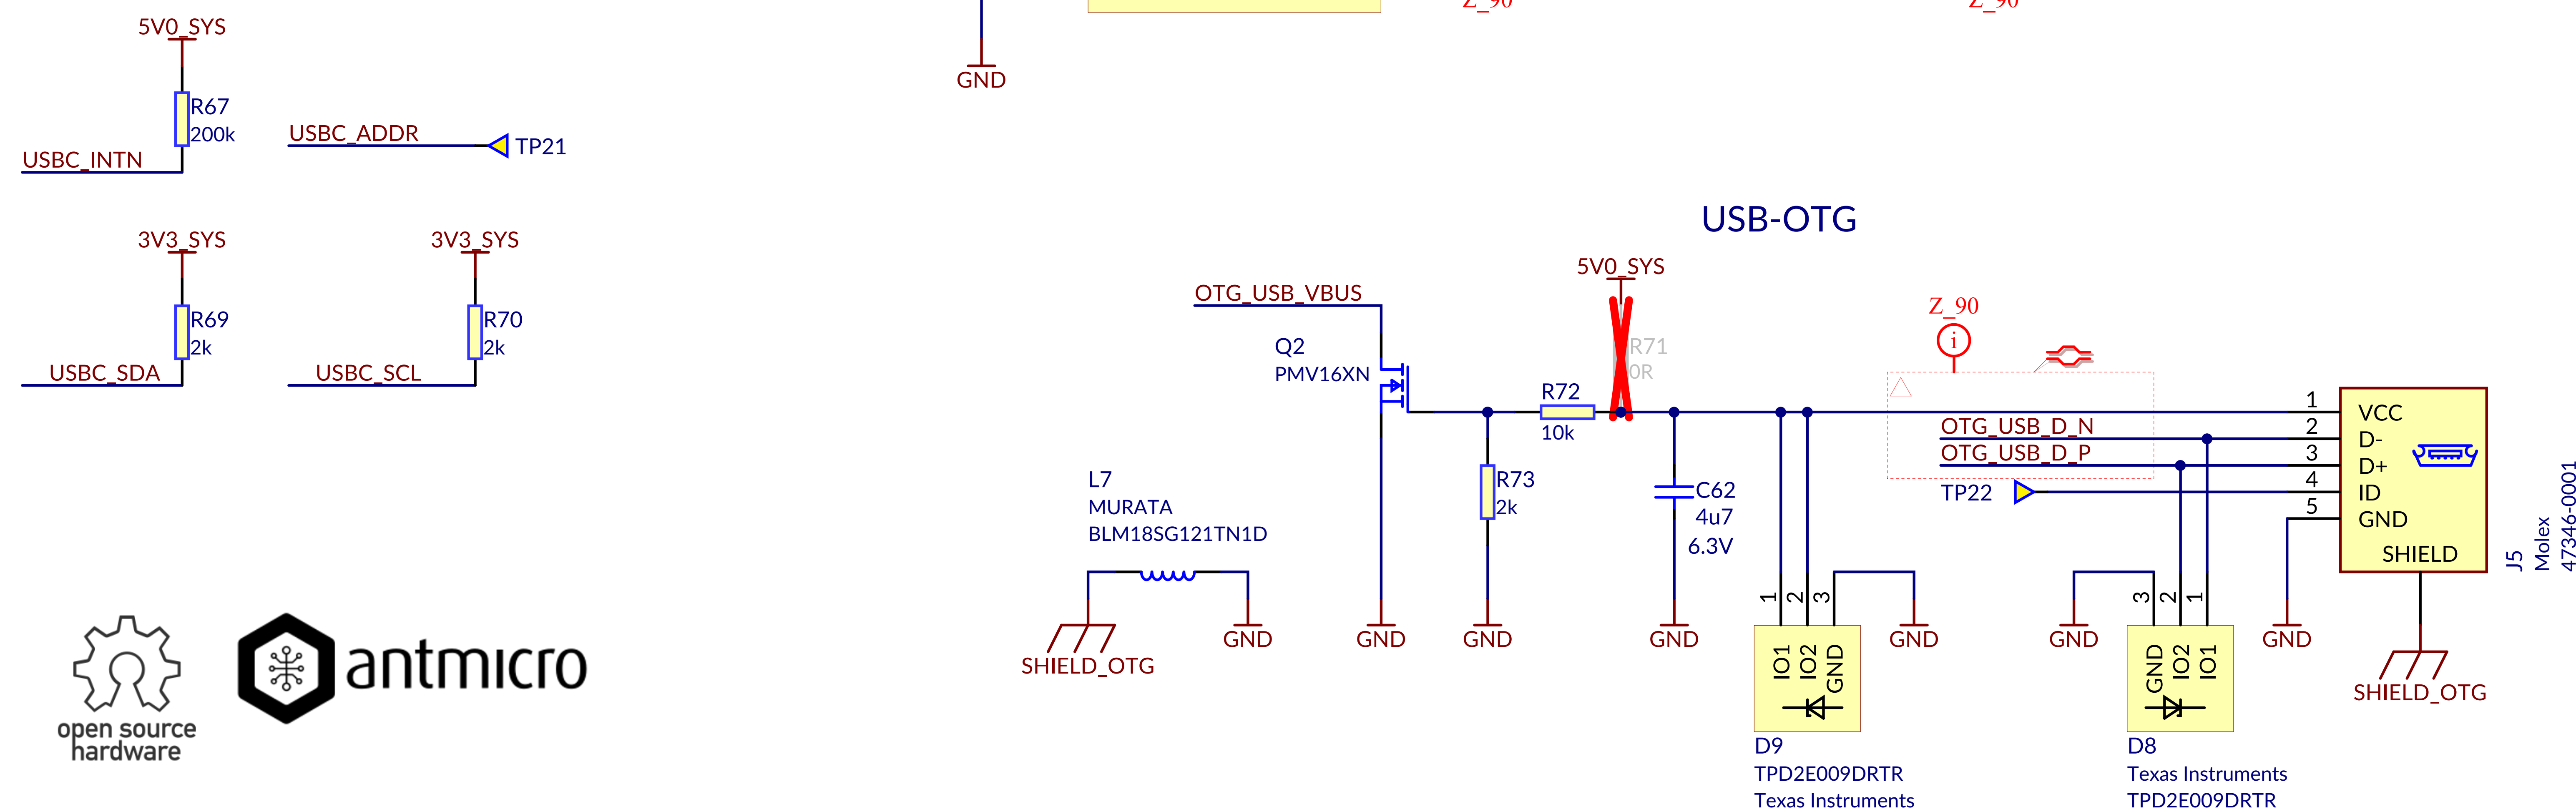 Z_90
Z_90
5V0_SYS
GND
R67
200k
USBC_INTN
USBC_ADDR
TP21
3V3_SYS
R69
2k
USBC_SDA
3V3_SYS
R70
2k
USBC_SCL
USB-OTG
OTG_USB_VBUS
5V0_SYS
Q2
PMV16XN
R71
0R
R72
10k
Z_90
i
R73
2k
C62
4u7
6.3V
OTG_USB_D_N
OTG_USB_D_P
TP22
1
2
3
4
5
VCC
D-
D+
ID
GND
SHIELD
J5
Molex
47346-0001
L7
MURATA
BLM18SG121TN1D
SHIELD_OTG
GND
GND
GND
GND
1
2
3
IO1
IO2
GND
GND
D9
TPD2E009DRTR
Texas Instruments
GND
3
2
1
GND
IO2
IO1
D8
Texas Instruments
TPD2E009DRTR
GND
SHIELD_OTG
open source
hardware
antmicro